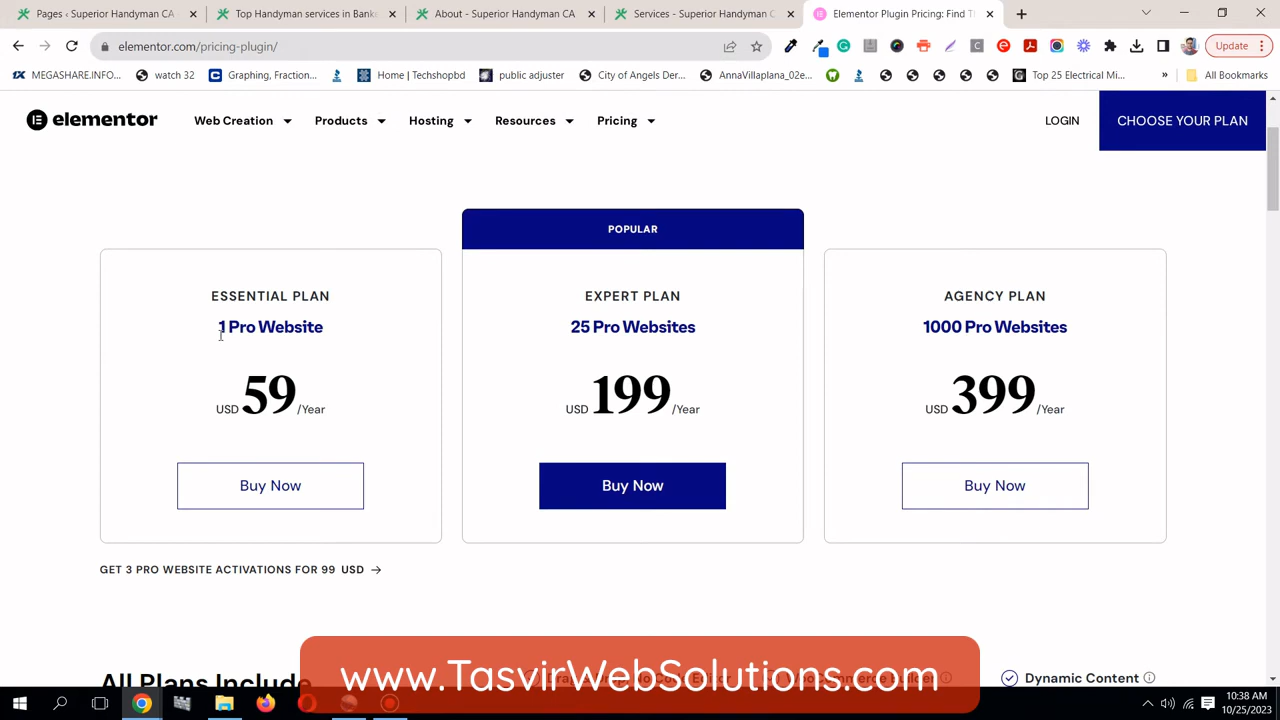 Pages - Superior Handyman CA
Top Handyman services in Bake
About - Superior Handyman CA
Services - Superior Handyman C
Elementor Plugin Pricing: Find Th
elementor.com/pricing-plugin/
Update
MEGASHARE.INFO...
watch 32
Graphing, Fraction...
Home | Techshopbd
public adjuster
City of Angels Der...
AnnaVillaplana_02e...
Top 25 Electrical Mi...
»
All Bookmarks
elementor
Web Creation
Products
Hosting
Resources
Pricing
LOGIN
CHOOSE YOUR PLAN
POPULAR
ESSENTIAL PLAN
1 Pro Website
USD 59 /Year
Buy Now
EXPERT PLAN
25 Pro Websites
USD 199 /Year
Buy Now
AGENCY PLAN
1000 Pro Websites
USD 399 /Year
Buy Now
GET 3 PRO WEBSITE ACTIVATIONS FOR 99 USD →
All Plans Include
Dynamic Content
www.TasvirWebSolutions.com
10:38 AM
10/25/2023